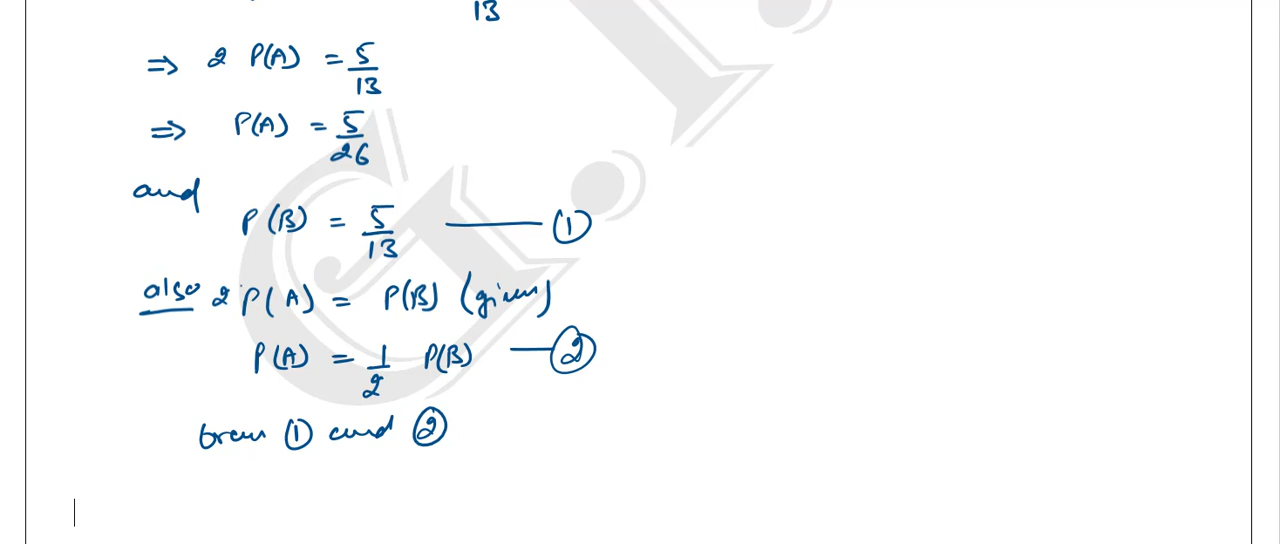 13
⇒ 2 P(A) = 5/13
⇒ P(A) = 5/26
and
P(B) = 5/13 ——— ①
also 2 P(A) = P(B) (given)
P(A) = 1/2 P(B) — ②
from ① and ②